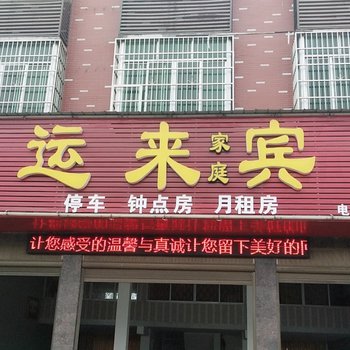 运来家庭宾
停车 钟点房 月租房 电
让您感受的温馨与真诚让您留下美好的